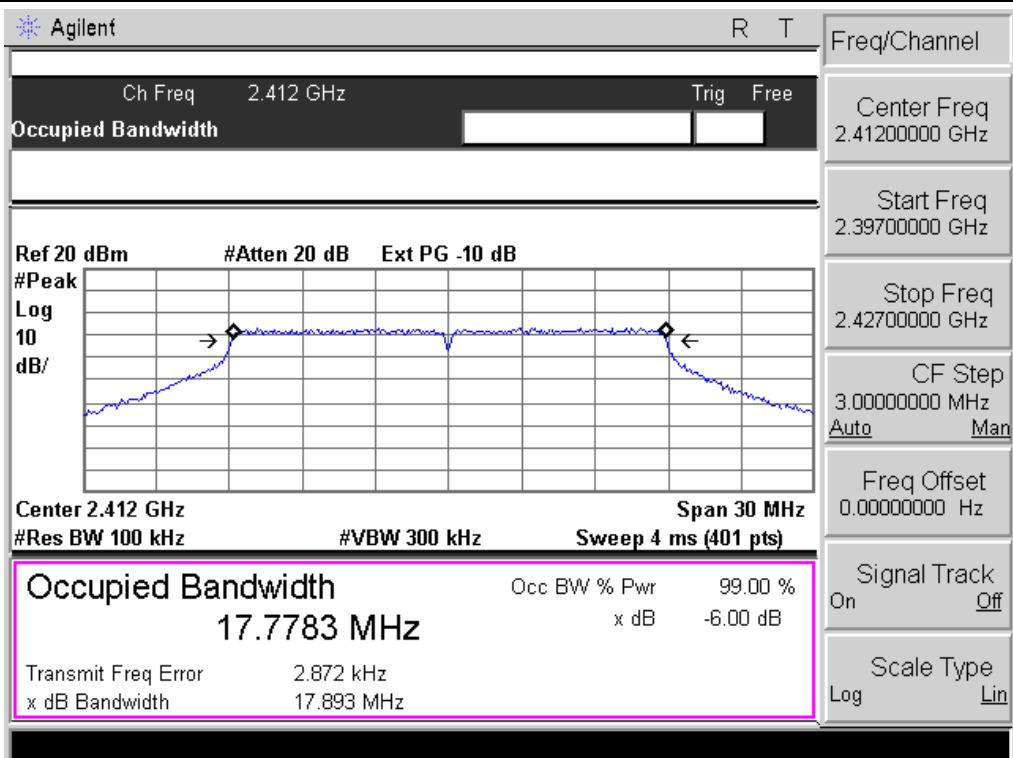 Agilent R T
Freq/Channel
Ch Freq 2.412 GHz Trig Free
Occupied Bandwidth
Center Freq
2.41200000 GHz
Start Freq
2.39700000 GHz
Stop Freq
2.42700000 GHz
CF Step
3.00000000 MHz
Auto Man
Freq Offset
0.00000000 Hz
Signal Track
On Off
Scale Type
Log Lin
Ref 20 dBm #Atten 20 dB Ext PG -10 dB
#Peak
Log
10
dB/
Center 2.412 GHz Span 30 MHz
#Res BW 100 kHz #VBW 300 kHz Sweep 4 ms (401 pts)
Occupied Bandwidth Occ BW % Pwr 99.00 %
17.7783 MHz x dB -6.00 dB
Transmit Freq Error 2.872 kHz
x dB Bandwidth 17.893 MHz